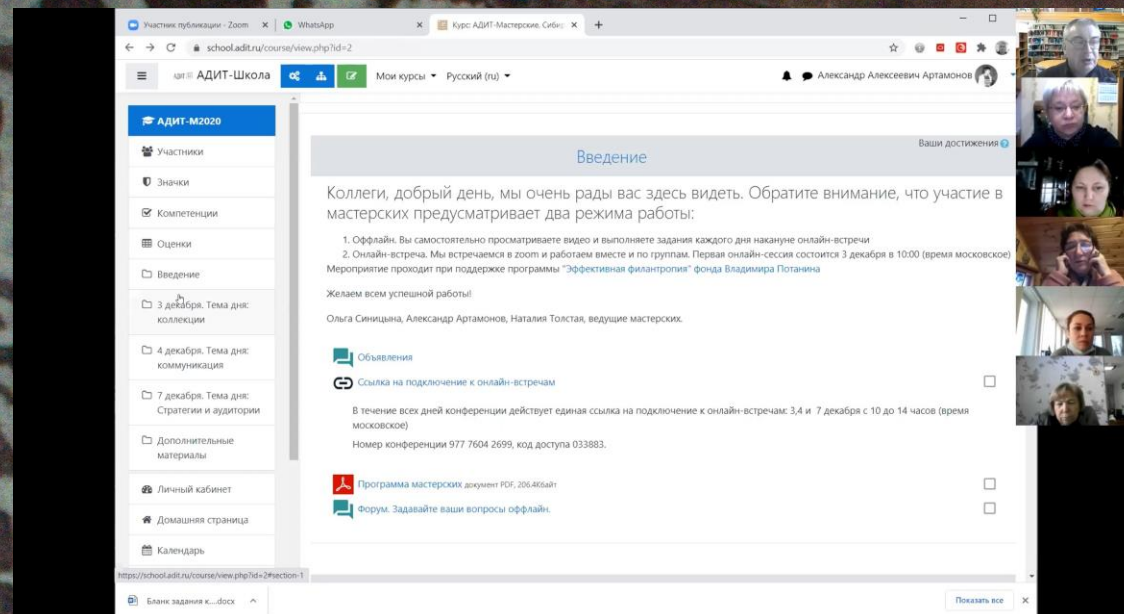 Участник публикации - Zoom
WhatsApp
Курс: АДИТ-Мастерские. Сибир
school.adit.ru/course/view.php?id=2
АДИТ-Школа
Мои курсы
Русский (ru)
Александр Алексеевич Артамонов
АДИТ-М2020
Участники
Значки
Компетенции
Оценки
Введение
3 декабря. Тема дня:
коллекции
4 декабря. Тема дня:
коммуникация
7 декабря. Тема дня:
Стратегии и аудитории
Дополнительные
материалы
Личный кабинет
Домашняя страница
Календарь
https://school.adit.ru/course/view.php?id=2#section-1
Ваши достижения
Введение
Коллеги, добрый день, мы очень рады вас здесь видеть. Обратите внимание, что участие в
мастерских предусматривает два режима работы:
1. Оффлайн. Вы самостоятельно просматриваете видео и выполняете задания каждого дня накануне онлайн-встречи
2. Онлайн-встреча. Мы встречаемся в zoom и работаем вместе и по группам. Первая онлайн-сессия состоится 3 декабря в 10:00 (время московское)
Мероприятие проходит при поддержке программы "Эффективная филантропия" фонда Владимира Потанина
Желаем всем успешной работы!
Ольга Синицына, Александр Артамонов, Наталия Толстая, ведущие мастерских.
Объявления
Ссылка на подключение к онлайн-встречам
В течение всех дней конференции действует единая ссылка на подключение к онлайн-встречам: 3,4 и 7 декабря с 10 до 14 часов (время
московское)
Номер конференции 977 7604 2699, код доступа 033883.
Программа мастерских документ PDF, 206.4Кбайт
Форум. Задавайте ваши вопросы оффлайн.
Бланк задания к....docx
Показать все